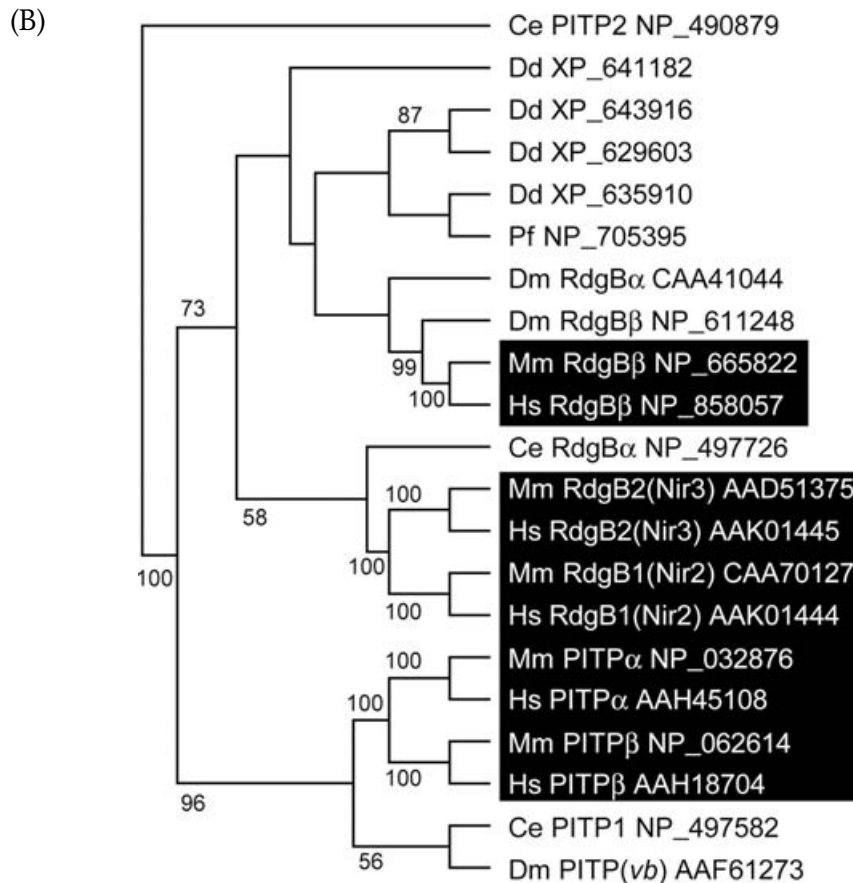 (B)
Ce PITP2 NP_490879
Dd XP_641182
87
Dd XP_643916
Dd XP_629603
Dd XP_635910
Pf NP_705395
Dm RdgBα CAA41044
73
Dm RdgBβ NP_611248
99
Mm RdgBβ NP_665822
100
Hs RdgBβ NP_858057
Ce RdgBα NP_497726
58
100
Mm RdgB2(Nir3) AAD51375
Hs RdgB2(Nir3) AAK01445
100
100
Mm RdgB1(Nir2) CAA70127
100
Hs RdgB1(Nir2) AAK01444
100
Mm PITPα NP_032876
100
Hs PITPα AAH45108
Mm PITPβ NP_062614
100
Hs PITPβ AAH18704
96
Ce PITP1 NP_497582
56
Dm PITP(vb) AAF61273